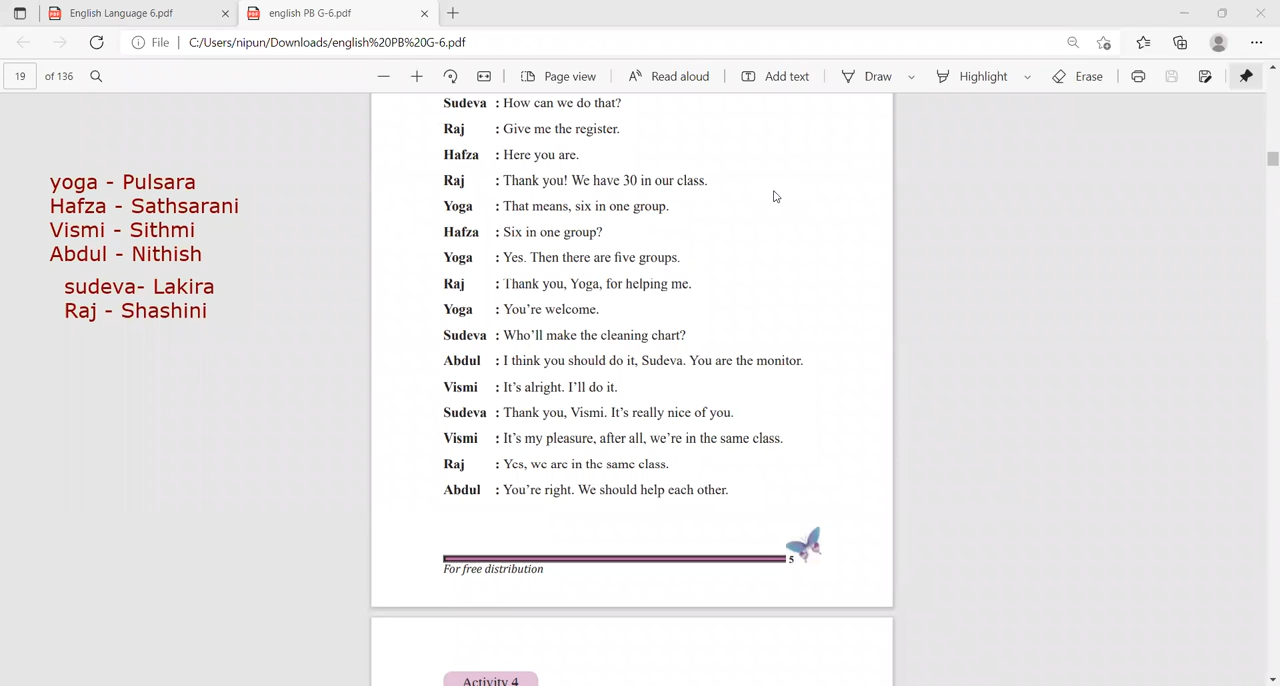 English Language 6.pdf
english PB G-6.pdf
File
C:/Users/nipun/Downloads/english%20PB%20G-6.pdf
19 of 136
Page view
Read aloud
Add text
Draw
Highlight
Erase
Sudeva : How can we do that?
Raj : Give me the register.
Hafza : Here you are.
Raj : Thank you! We have 30 in our class.
Yoga : That means, six in one group.
Hafza : Six in one group?
Yoga : Yes. Then there are five groups.
Raj : Thank you, Yoga, for helping me.
Yoga : You're welcome.
Sudeva : Who'll make the cleaning chart?
Abdul : I think you should do it, Sudeva. You are the monitor.
Vismi : It's alright. I'll do it.
Sudeva : Thank you, Vismi. It's really nice of you.
Vismi : It's my pleasure, after all, we're in the same class.
Raj : Yes, we are in the same class.
Abdul : You're right. We should help each other.
5
For free distribution
Activity 4
yoga - Pulsara
Hafza - Sathsarani
Vismi - Sithmi
Abdul - Nithish
sudeva- Lakira
Raj - Shashini